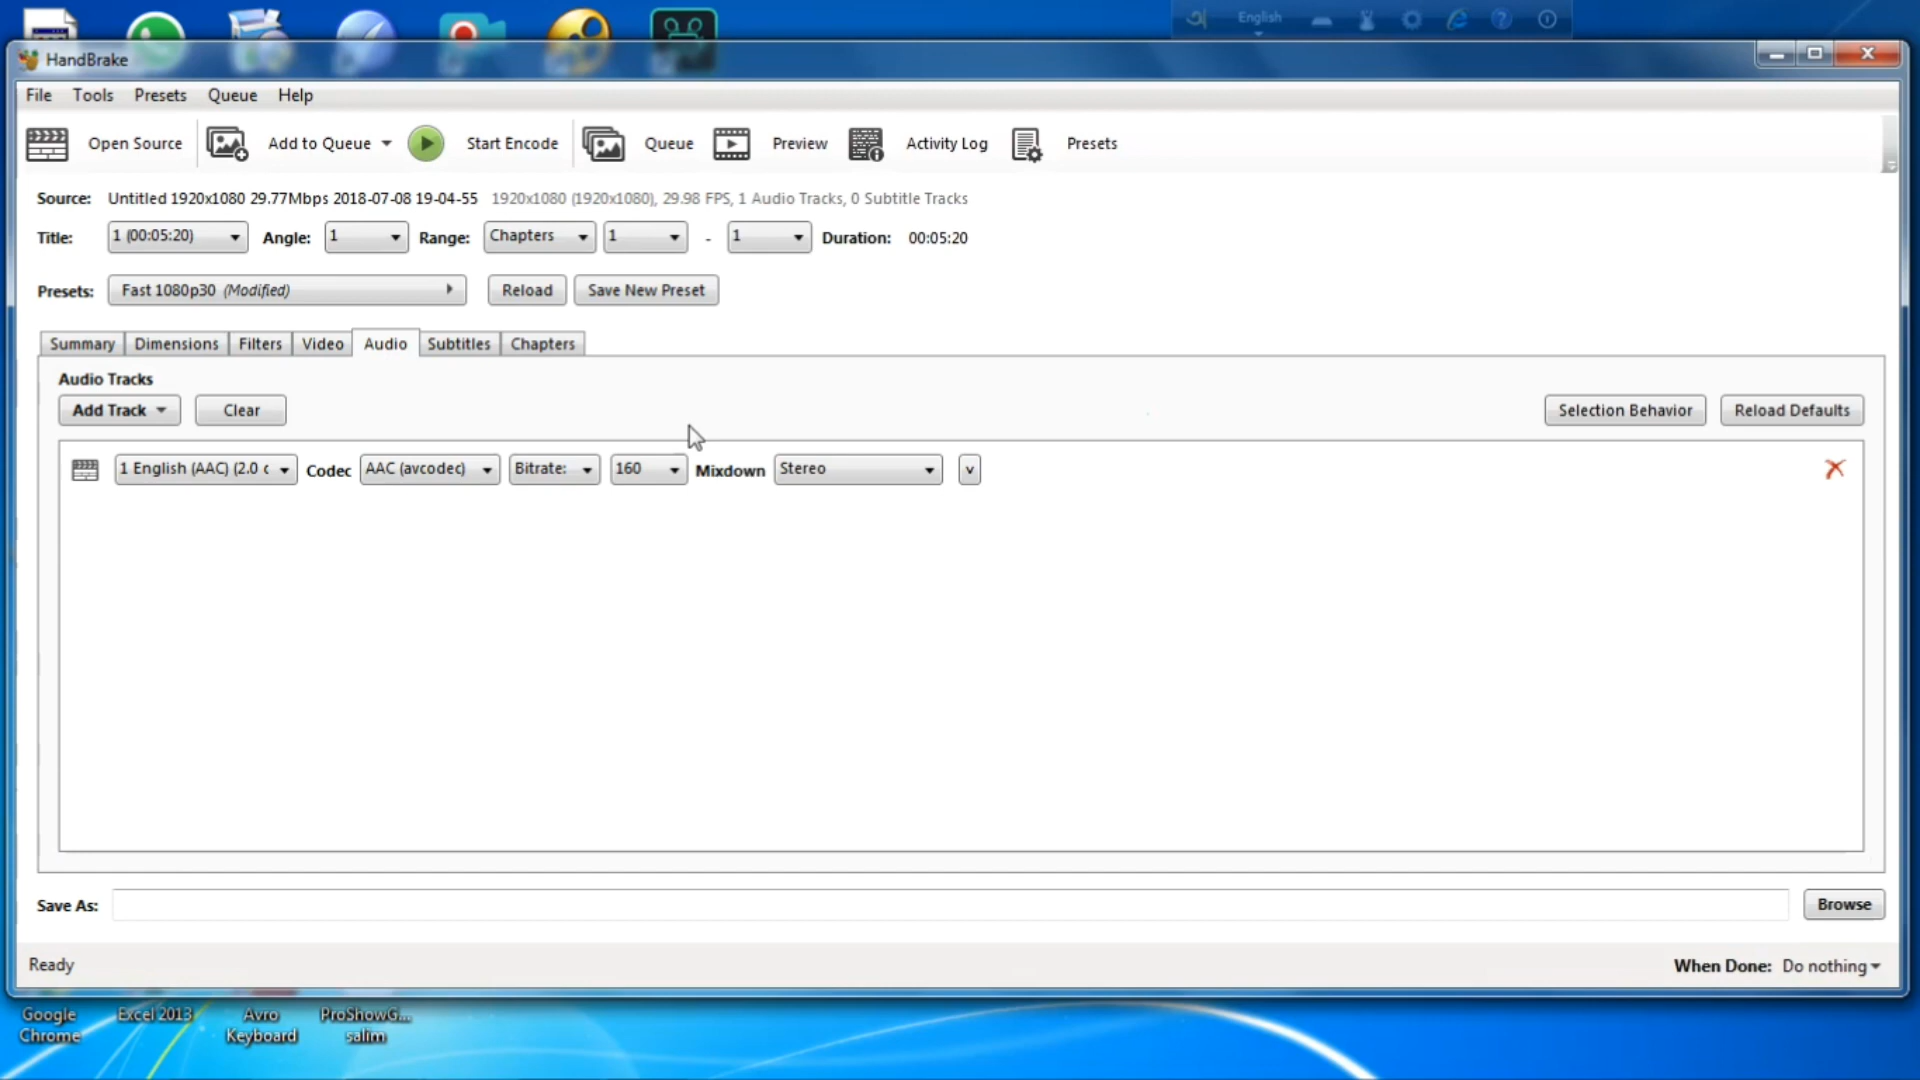 English
HandBrake
File Tools Presets Queue Help
Open Source Add to Queue Start Encode Queue Preview Activity Log Presets
Source: Untitled 1920x1080 29.77Mbps 2018-07-08 19-04-55 1920x1080 (1920x1080), 29.98 FPS, 1 Audio Tracks, 0 Subtitle Tracks
Title: 1 (00:05:20) Angle: 1 Range: Chapters 1 - 1 Duration: 00:05:20
Presets: Fast 1080p30 (Modified) Reload Save New Preset
Summary Dimensions Filters Video Audio Subtitles Chapters
Audio Tracks
Add Track Clear Selection Behavior Reload Defaults
1 English (AAC) (2.0 c Codec AAC (avcodec) Bitrate: 160 Mixdown Stereo v
Save As: Browse
Ready When Done: Do nothing
Google Excel 2013 Avro ProShowG...
Chrome Keyboard salim